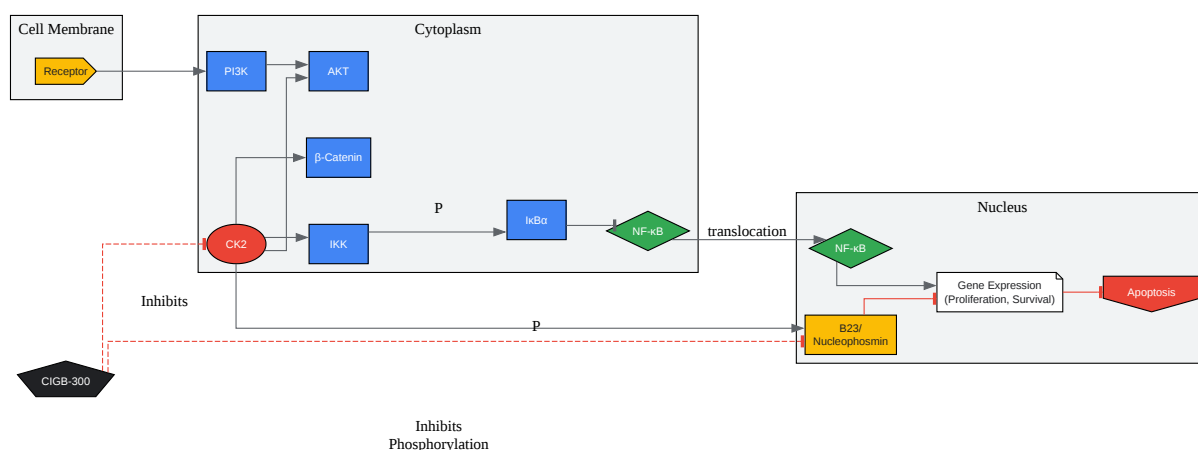 Cell Membrane
Receptor
Cytoplasm
PI3K
AKT
β-Catenin
CK2
IKK
P
IκBα
NF-κB
translocation
Nucleus
NF-κB
Gene Expression
(Proliferation, Survival)
Apoptosis
B23/
Nucleophosmin
P
Inhibits
CIGB-300
Inhibits
Phosphorylation